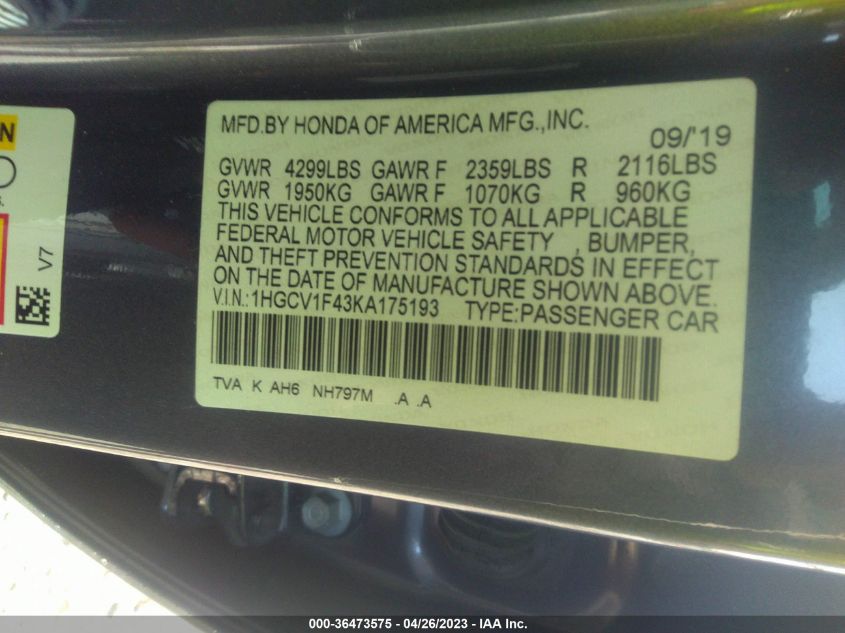 N
S.
V7
MFD.BY HONDA OF AMERICA MFG.,INC.
09/'19
GVWR 4299LBS GAWR F 2359LBS R 2116LBS
GVWR 1950KG GAWR F 1070KG R 960KG
THIS VEHICLE CONFORMS TO ALL APPLICABLE
FEDERAL MOTOR VEHICLE SAFETY , BUMPER,
AND THEFT PREVENTION STANDARDS IN EFFECT
ON THE DATE OF MANUFACTURE SHOWN ABOVE.
V.I.N.:1HGCV1F43KA175193 TYPE:PASSENGER CAR
TVA K AH6 NH797M .A .A
000-36473575 - 04/26/2023 - IAA Inc.